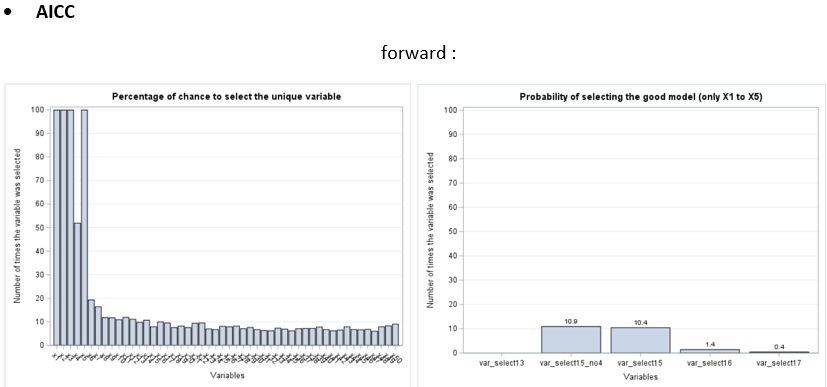 • AICC
forward :
Percentage of chance to select the unique variable
Number of times the variable was selected
100
90
80
70
60
50
40
30
20
10
0
Variables
Probability of selecting the good model (only X1 to X5)
Number of times the variable was selected
100
90
80
70
60
50
40
30
20
10
0
10.9
10.4
1.4
0.4
var_select13 var_select15_no4 var_select15 var_select16 var_select17
Variables